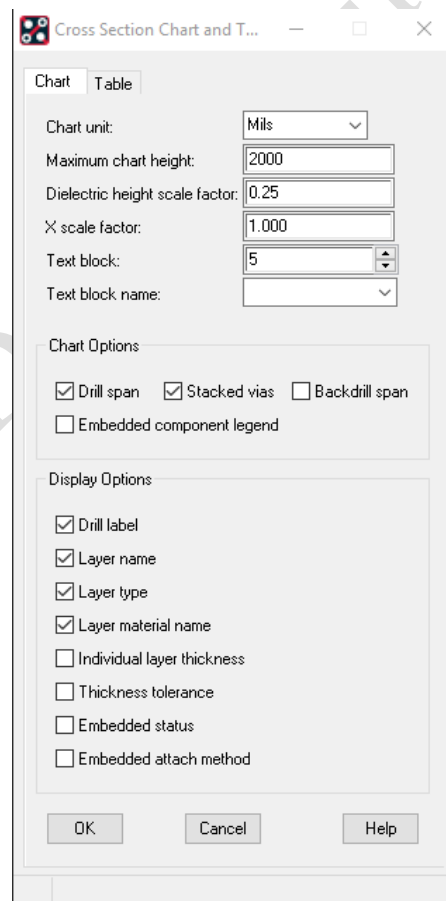 Cross Section Chart and T...
Chart Table
Chart unit: Mils
Maximum chart height: 2000
Dielectric height scale factor: 0.25
X scale factor: 1.000
Text block: 5
Text block name:
Chart Options
Drill span Stacked vias Backdrill span
Embedded component legend
Display Options
Drill label
Layer name
Layer type
Layer material name
Individual layer thickness
Thickness tolerance
Embedded status
Embedded attach method
OK Cancel Help